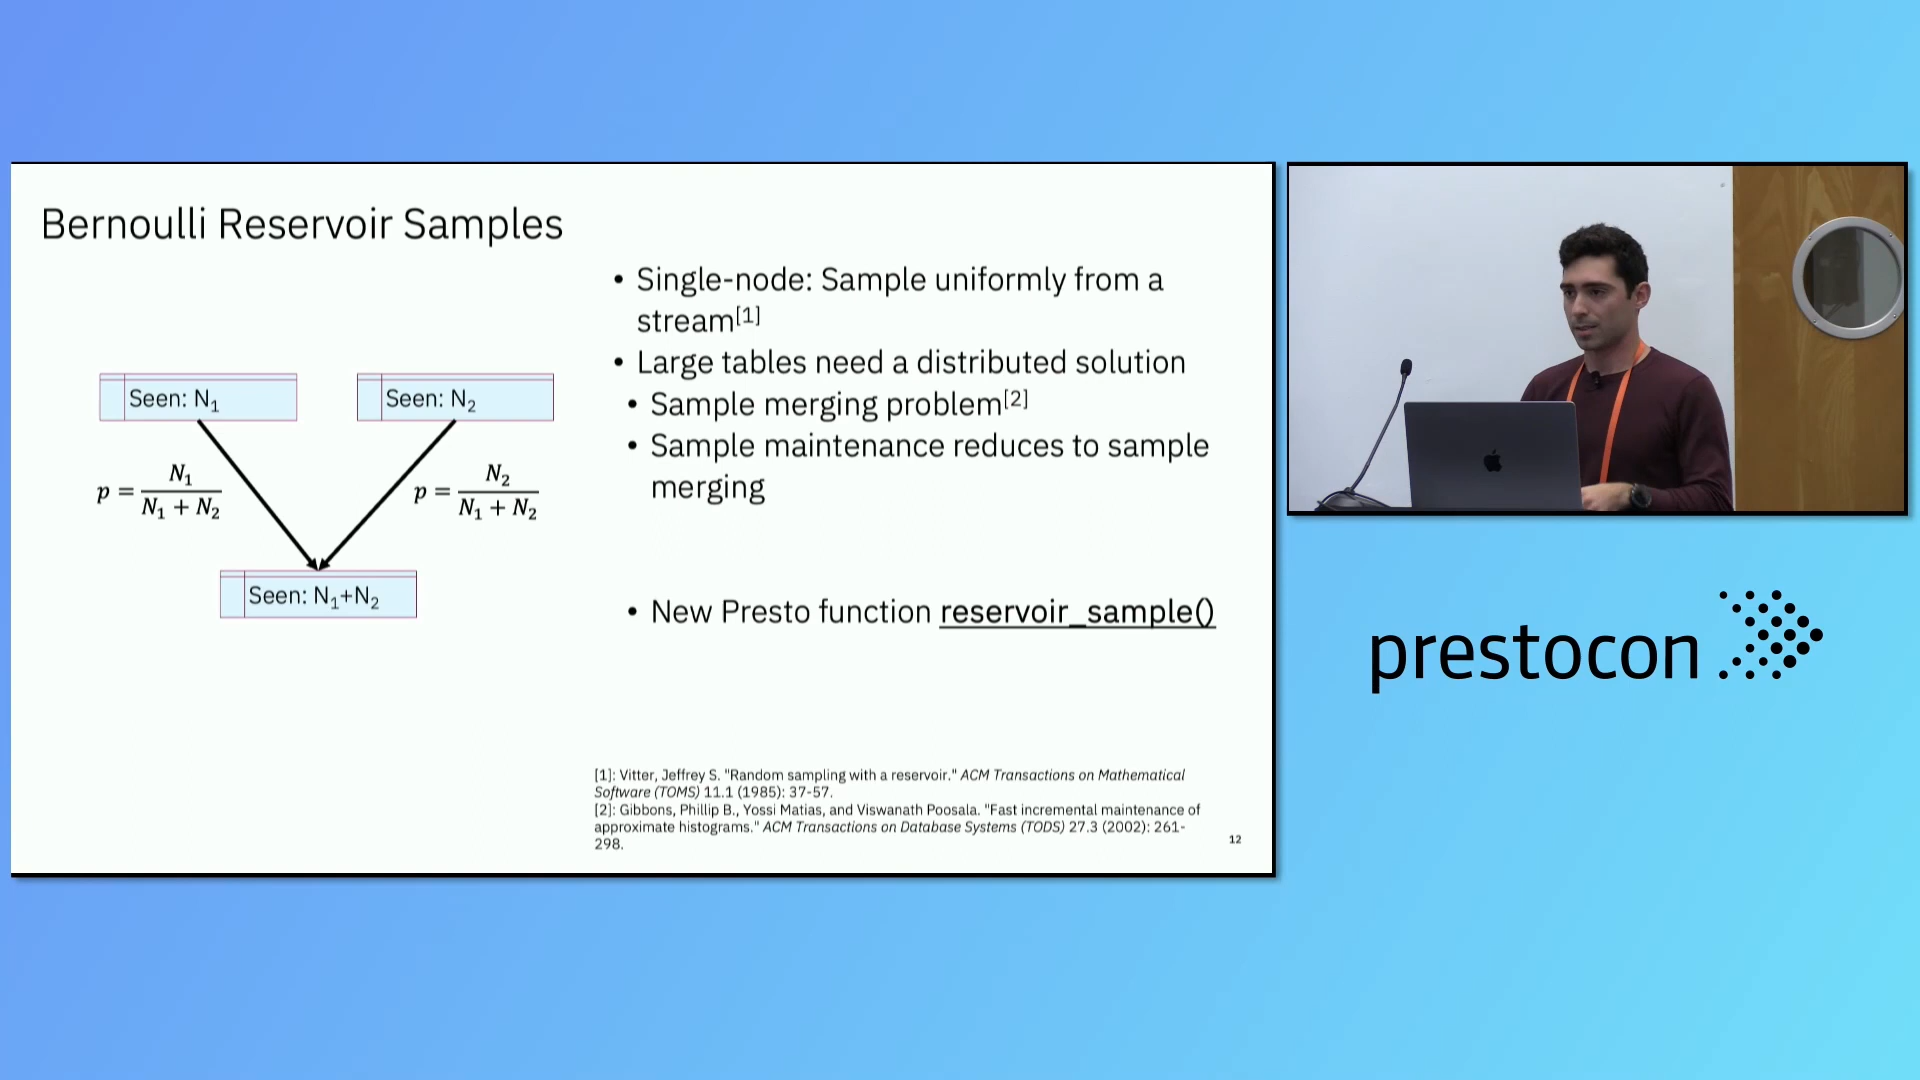 Bernoulli Reservoir Samples
Seen: N₁
Seen: N₂
p = N₁ / (N₁ + N₂)
p = N₂ / (N₁ + N₂)
Seen: N₁+N₂
• Single-node: Sample uniformly from a
stream[1]
• Large tables need a distributed solution
• Sample merging problem[2]
• Sample maintenance reduces to sample
merging
• New Presto function reservoir_sample()
[1]: Vitter, Jeffrey S. "Random sampling with a reservoir." ACM Transactions on Mathematical
Software (TOMS) 11.1 (1985): 37-57.
[2]: Gibbons, Phillip B., Yossi Matias, and Viswanath Poosala. "Fast incremental maintenance of
approximate histograms." ACM Transactions on Database Systems (TODS) 27.3 (2002): 261-
298.
12
prestocon